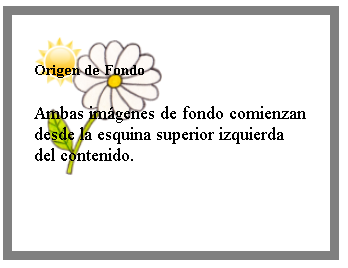 Origen de Fondo
Ambas imágenes de fondo comienzan
desde la esquina superior izquierda
del contenido.